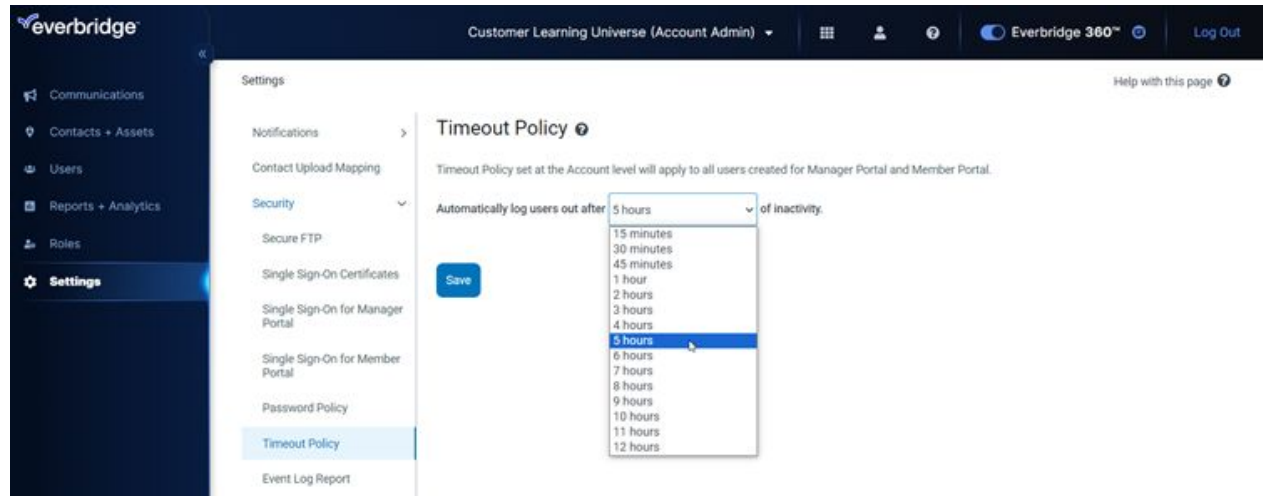 everbridge
Customer Learning Universe (Account Admin)
Everbridge 360™
Log Out
«
Communications
Contacts + Assets
Users
Reports + Analytics
Roles
Settings
Settings
Help with this page
Notifications
Contact Upload Mapping
Security
Secure FTP
Single Sign-On Certificates
Single Sign-On for Manager
Portal
Single Sign-On for Member
Portal
Password Policy
Timeout Policy
Event Log Report
Timeout Policy
Timeout Policy set at the Account level will apply to all users created for Manager Portal and Member Portal.
Automatically log users out after 5 hours of inactivity.
15 minutes
30 minutes
45 minutes
1 hour
2 hours
3 hours
4 hours
5 hours
6 hours
7 hours
8 hours
9 hours
10 hours
11 hours
12 hours
Save